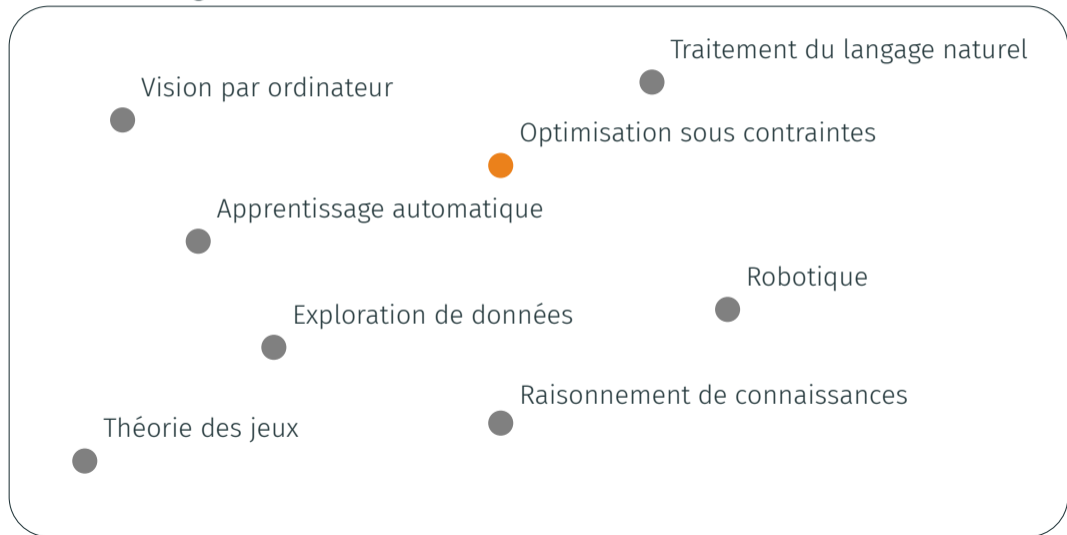 Traitement du langage naturel
Vision par ordinateur
Optimisation sous contraintes
Apprentissage automatique
Robotique
Exploration de données
Raisonnement de connaissances
Théorie des jeux